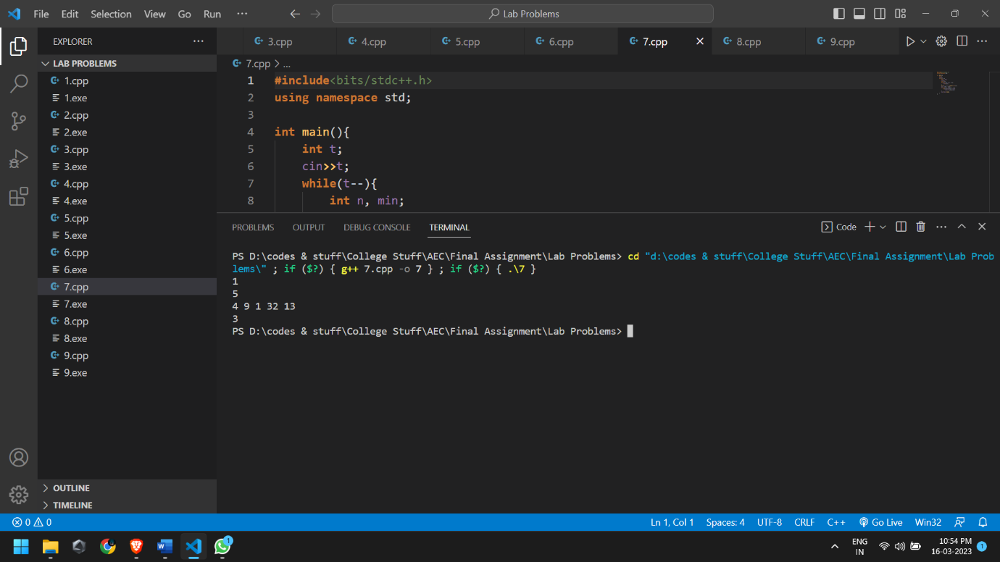 File Edit Selection View Go Run ··· Lab Problems
EXPLORER ···
3.cpp 4.cpp 5.cpp 6.cpp 7.cpp 8.cpp 9.cpp
LAB PROBLEMS
1.cpp
1.exe
2.cpp
2.exe
3.cpp
3.exe
4.cpp
4.exe
5.cpp
5.exe
6.cpp
6.exe
7.cpp
7.exe
8.cpp
8.exe
9.cpp
9.exe
OUTLINE
TIMELINE
7.cpp > ...
1 #include<bits/stdc++.h>
2 using namespace std;
3
4 int main(){
5 int t;
6 cin>>t;
7 while(t--){
8 int n, min;
PROBLEMS OUTPUT DEBUG CONSOLE TERMINAL Code
PS D:\codes & stuff\College Stuff\AEC\Final Assignment\Lab Problems> cd "d:\codes & stuff\College Stuff\AEC\Final Assignment\Lab Prob
lems\" ; if ($?) { g++ 7.cpp -o 7 } ; if ($?) { .\7 }
1
5
4 9 1 32 13
3
PS D:\codes & stuff\College Stuff\AEC\Final Assignment\Lab Problems>
0 0 Ln 1, Col 1 Spaces: 4 UTF-8 CRLF C++ Go Live Win32
W 1 ENG 10:54 PM
IN 16-03-2023 1